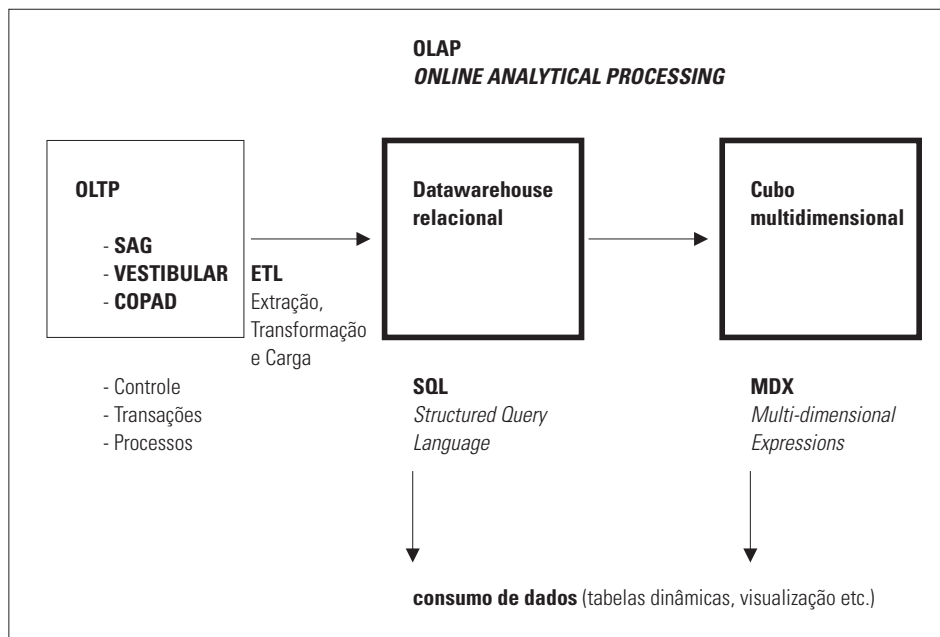 OLAP
ONLINE ANALYTICAL PROCESSING
OLTP
- SAG
- VESTIBULAR
- COPAD
- Controle
- Transações
- Processos
ETL
Extração,
Transformação
e Carga
Datawarehouse
relacional
SQL
Structured Query
Language
Cubo
multidimensional
MDX
Multi-dimensional
Expressions
consumo de dados (tabelas dinâmicas, visualização etc.)